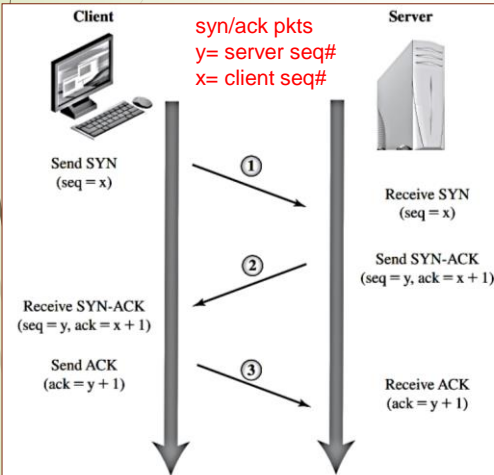 Client
syn/ack pkts
y= server seq#
x= client seq#
Server
Send SYN
(seq = x)
1
Receive SYN
(seq = x)
2
Send SYN-ACK
(seq = y, ack = x + 1)
Receive SYN-ACK
(seq = y, ack = x + 1)
Send ACK
(ack = y + 1)
3
Receive ACK
(ack = y + 1)